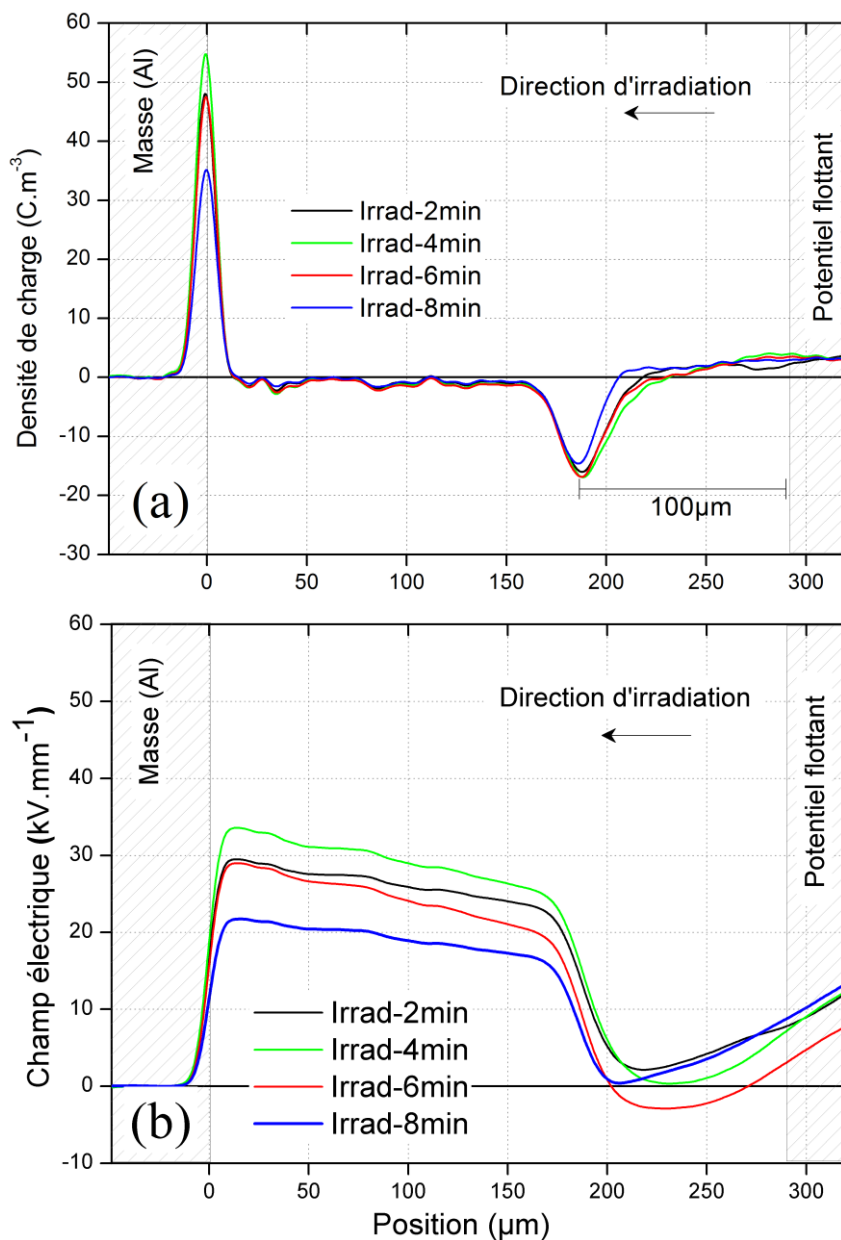 60
50
40
30
20
10
0
-10
-20
-30
Densité de charge (C.m⁻³)
Masse (Al)
Direction d'irradiation
Potentiel flottant
Irrad-2min
Irrad-4min
Irrad-6min
Irrad-8min
100µm
(a)
0 50 100 150 200 250 300
60
50
40
30
20
10
0
-10
Champ électrique (kV.mm⁻¹)
Masse (Al)
Direction d'irradiation
Potentiel flottant
Irrad-2min
Irrad-4min
Irrad-6min
Irrad-8min
(b)
0 50 100 150 200 250 300
Position (µm)